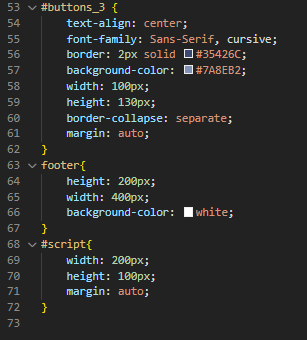 53 #buttons_3 {
54 text-align: center;
55 font-family: Sans-Serif, cursive;
56 border: 2px solid #35426C;
57 background-color: #7A8EB2;
58 width: 100px;
59 height: 130px;
60 border-collapse: separate;
61 margin: auto;
62 }
63 footer{
64 height: 200px;
65 width: 400px;
66 background-color: white;
67 }
68 #script{
69 width: 200px;
70 height: 100px;
71 margin: auto;
72 }
73